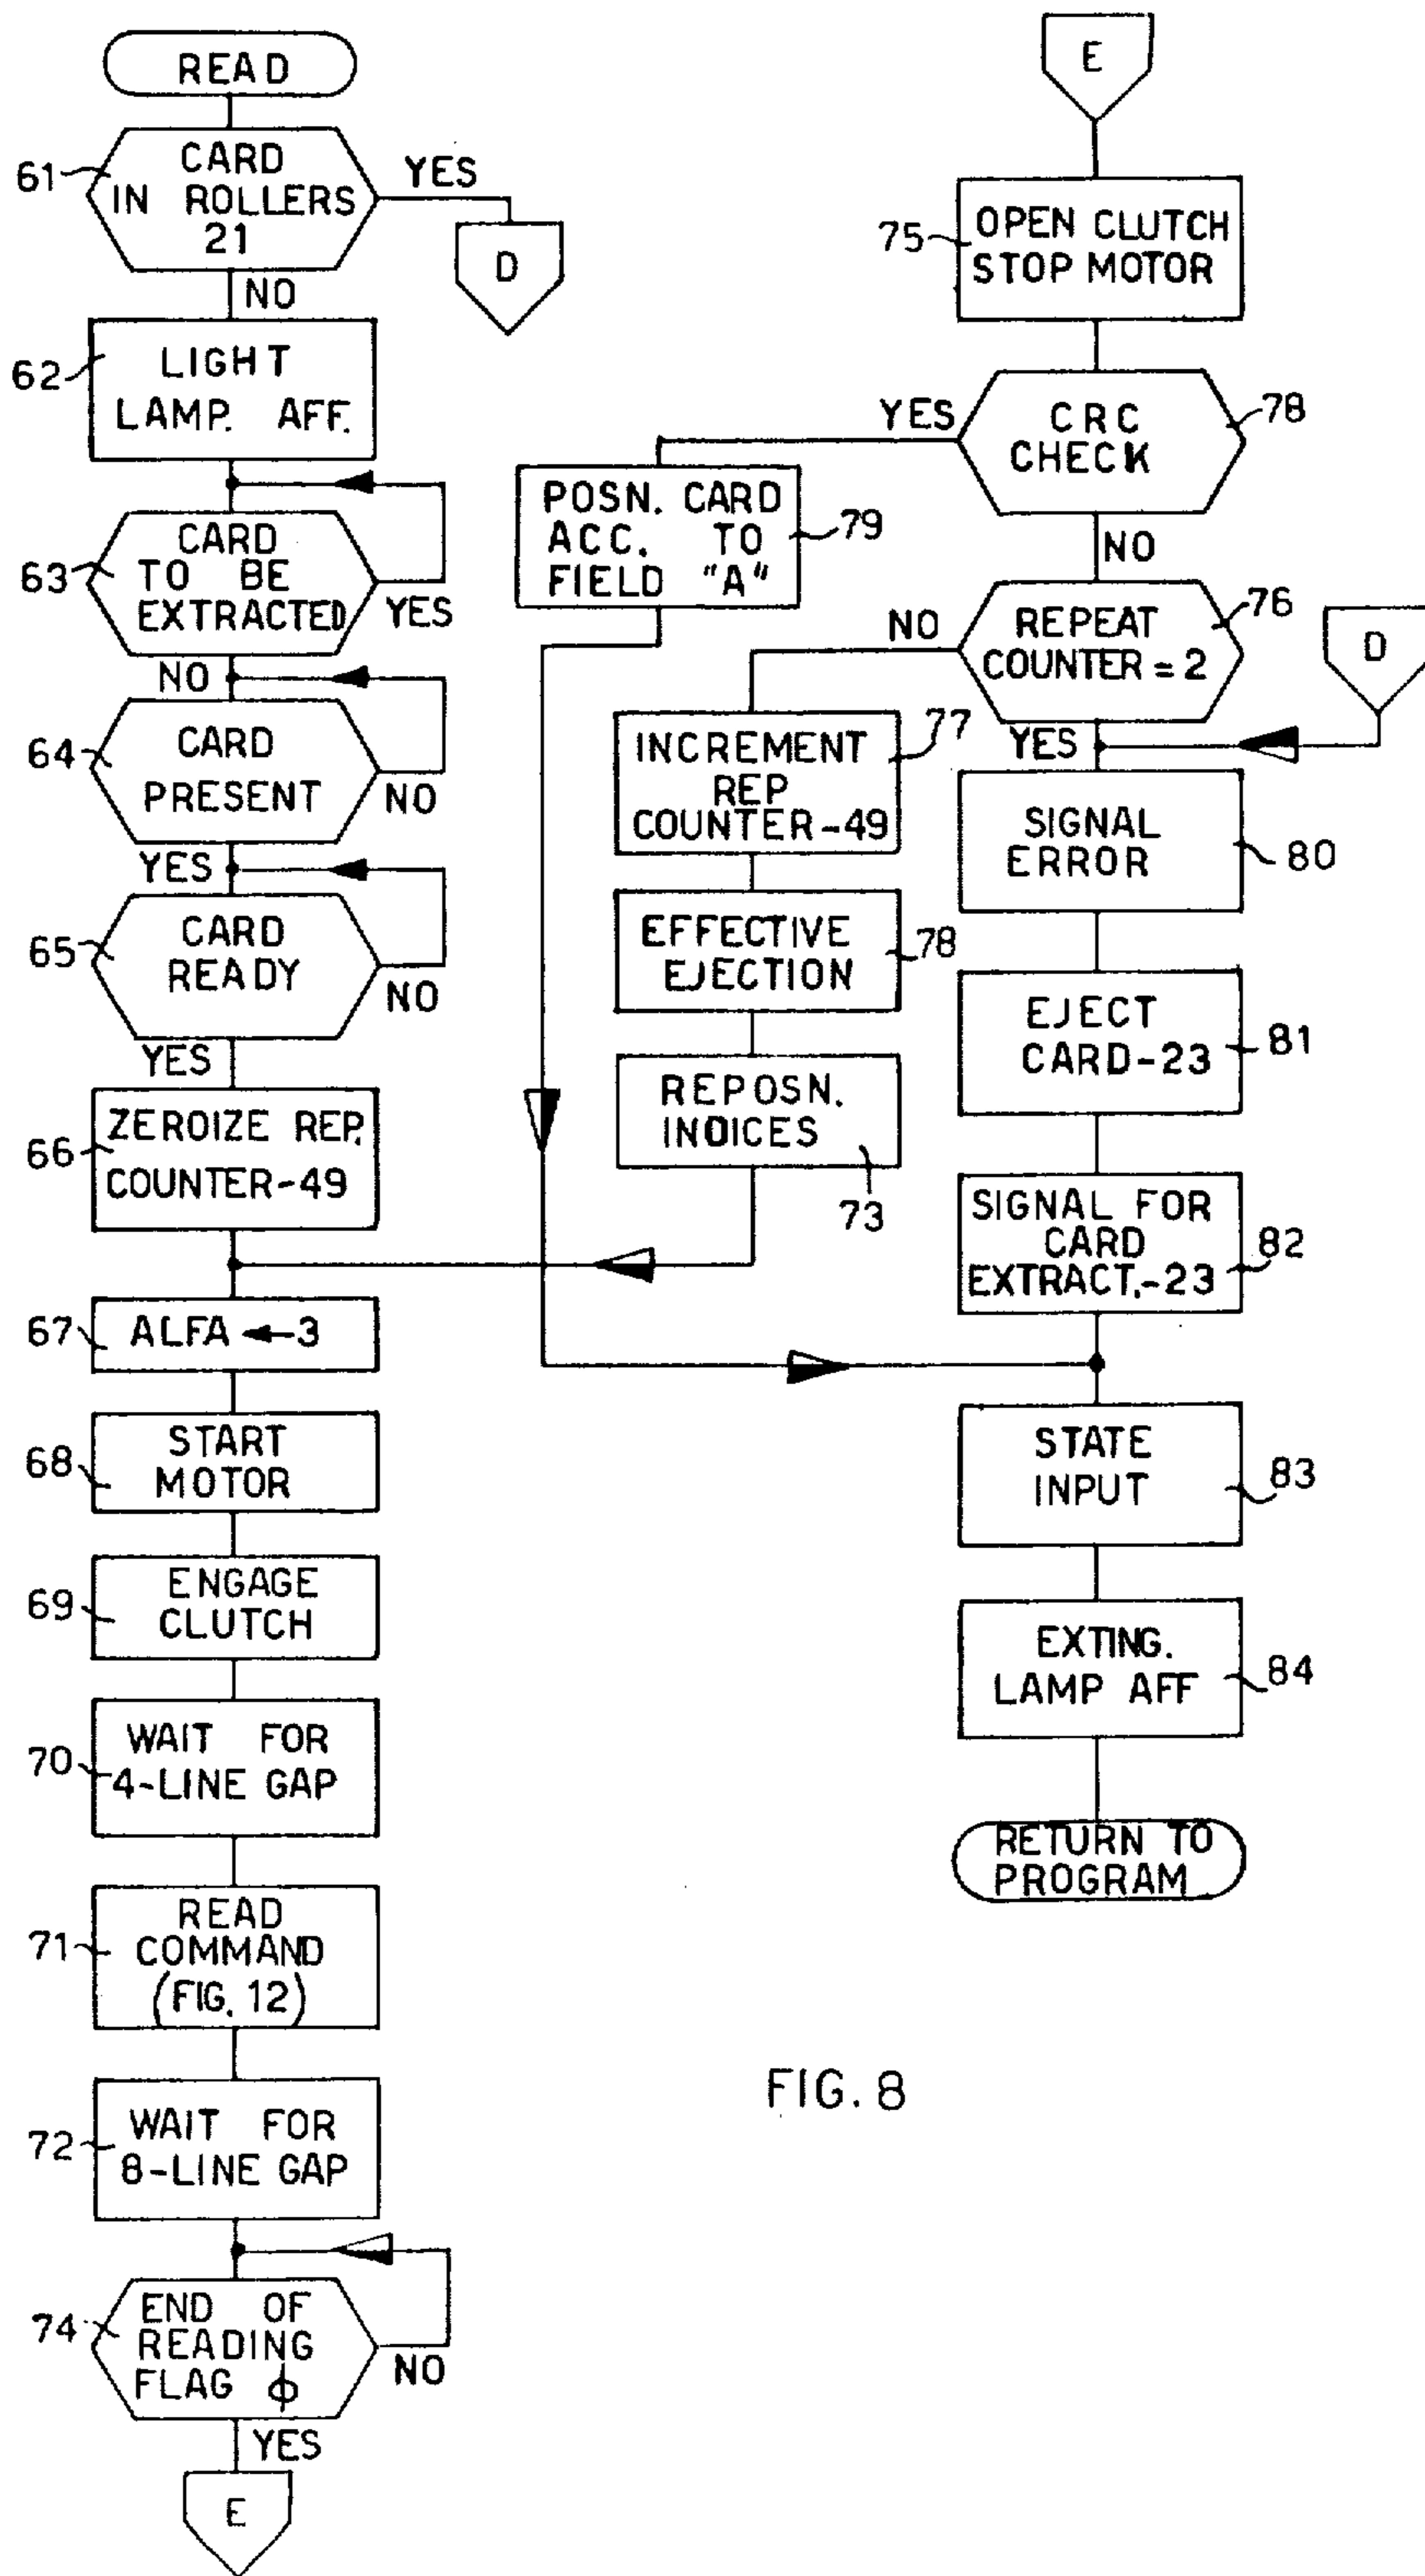 READ
61
CARD
IN ROLLERS
21
YES
D
NO
62
LIGHT
LAMP. AFF.
63
CARD
TO BE
EXTRACTED
YES
NO
64
CARD
PRESENT
NO
YES
65
CARD
READY
NO
YES
66
ZEROIZE REP.
COUNTER-49
67
ALFA ←3
68
START
MOTOR
69
ENGAGE
CLUTCH
70
WAIT FOR
4-LINE GAP
71
READ
COMMAND
(FIG. 12)
72
WAIT FOR
8-LINE GAP
74
END OF
READING
FLAG ϕ
NO
YES
E
E
75
OPEN CLUTCH
STOP MOTOR
YES
CRC
CHECK
78
POSN. CARD
ACC. TO
FIELD "A"
79
NO
NO
REPEAT
COUNTER = 2
76
D
YES
77
INCREMENT
REP
COUNTER-49
EFFECTIVE
EJECTION
78
REPOSN.
INDICES
73
SIGNAL
ERROR
80
EJECT
CARD-23
81
SIGNAL FOR
CARD
EXTRACT.-23
82
STATE
INPUT
83
EXTING.
LAMP AFF
84
RETURN TO
PROGRAM
FIG. 8